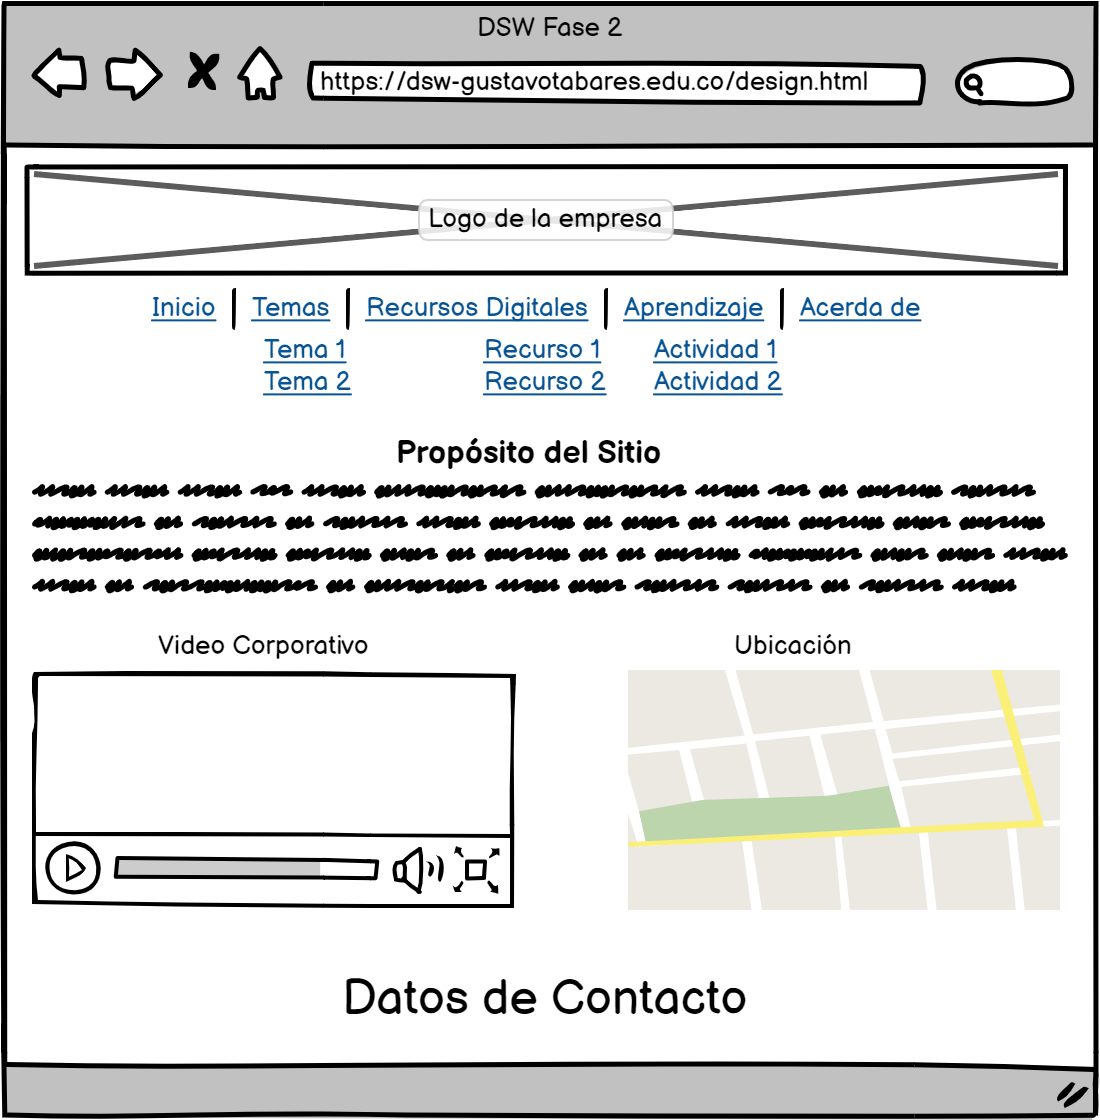 DSW Fase 2
https://dsw-gustavotabares.edu.co/design.html
Logo de la empresa
Inicio Temas Recursos Digitales Aprendizaje Acerda de
Tema 1 Recurso 1 Actividad 1
Tema 2 Recurso 2 Actividad 2
Propósito del Sitio
Video Corporativo Ubicación
Datos de Contacto